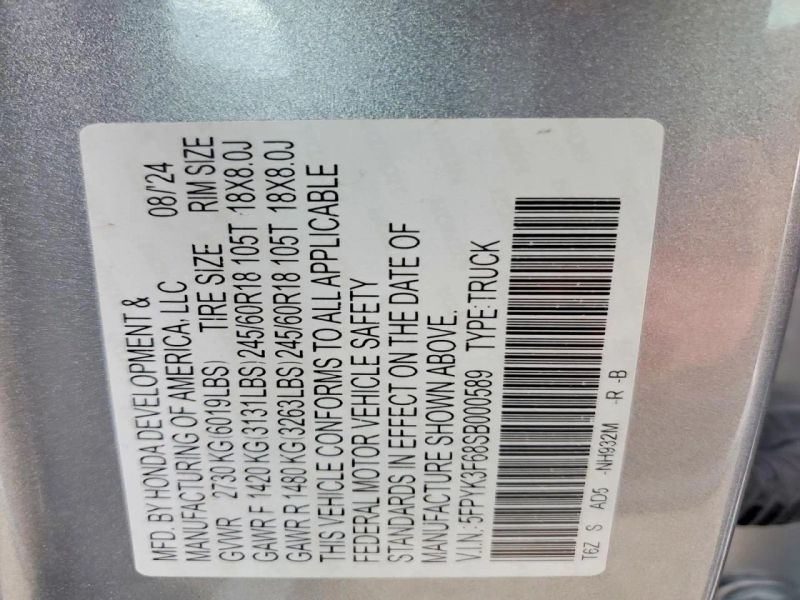 MFD. BY HONDA DEVELOPMENT &
MANUFACTURING OF AMERICA, LLC 08/'24
GVWR 2730 KG(6019LBS) TIRE SIZE RIM SIZE
GAWR F 1420 KG(3131LBS)245/60R18 105T 18X8.0J
GAWR R 1480 KG(3263LBS)245/60R18 105T 18X8.0J
THIS VEHICLE CONFORMS TO ALL APPLICABLE
FEDERAL MOTOR VEHICLE SAFETY
STANDARDS IN EFFECT ON THE DATE OF
MANUFACTURE SHOWN ABOVE.
V.I.N.: 5FPYK3F68SB000589 TYPE:TRUCK
T6Z S AD5 -NH932M -R -B